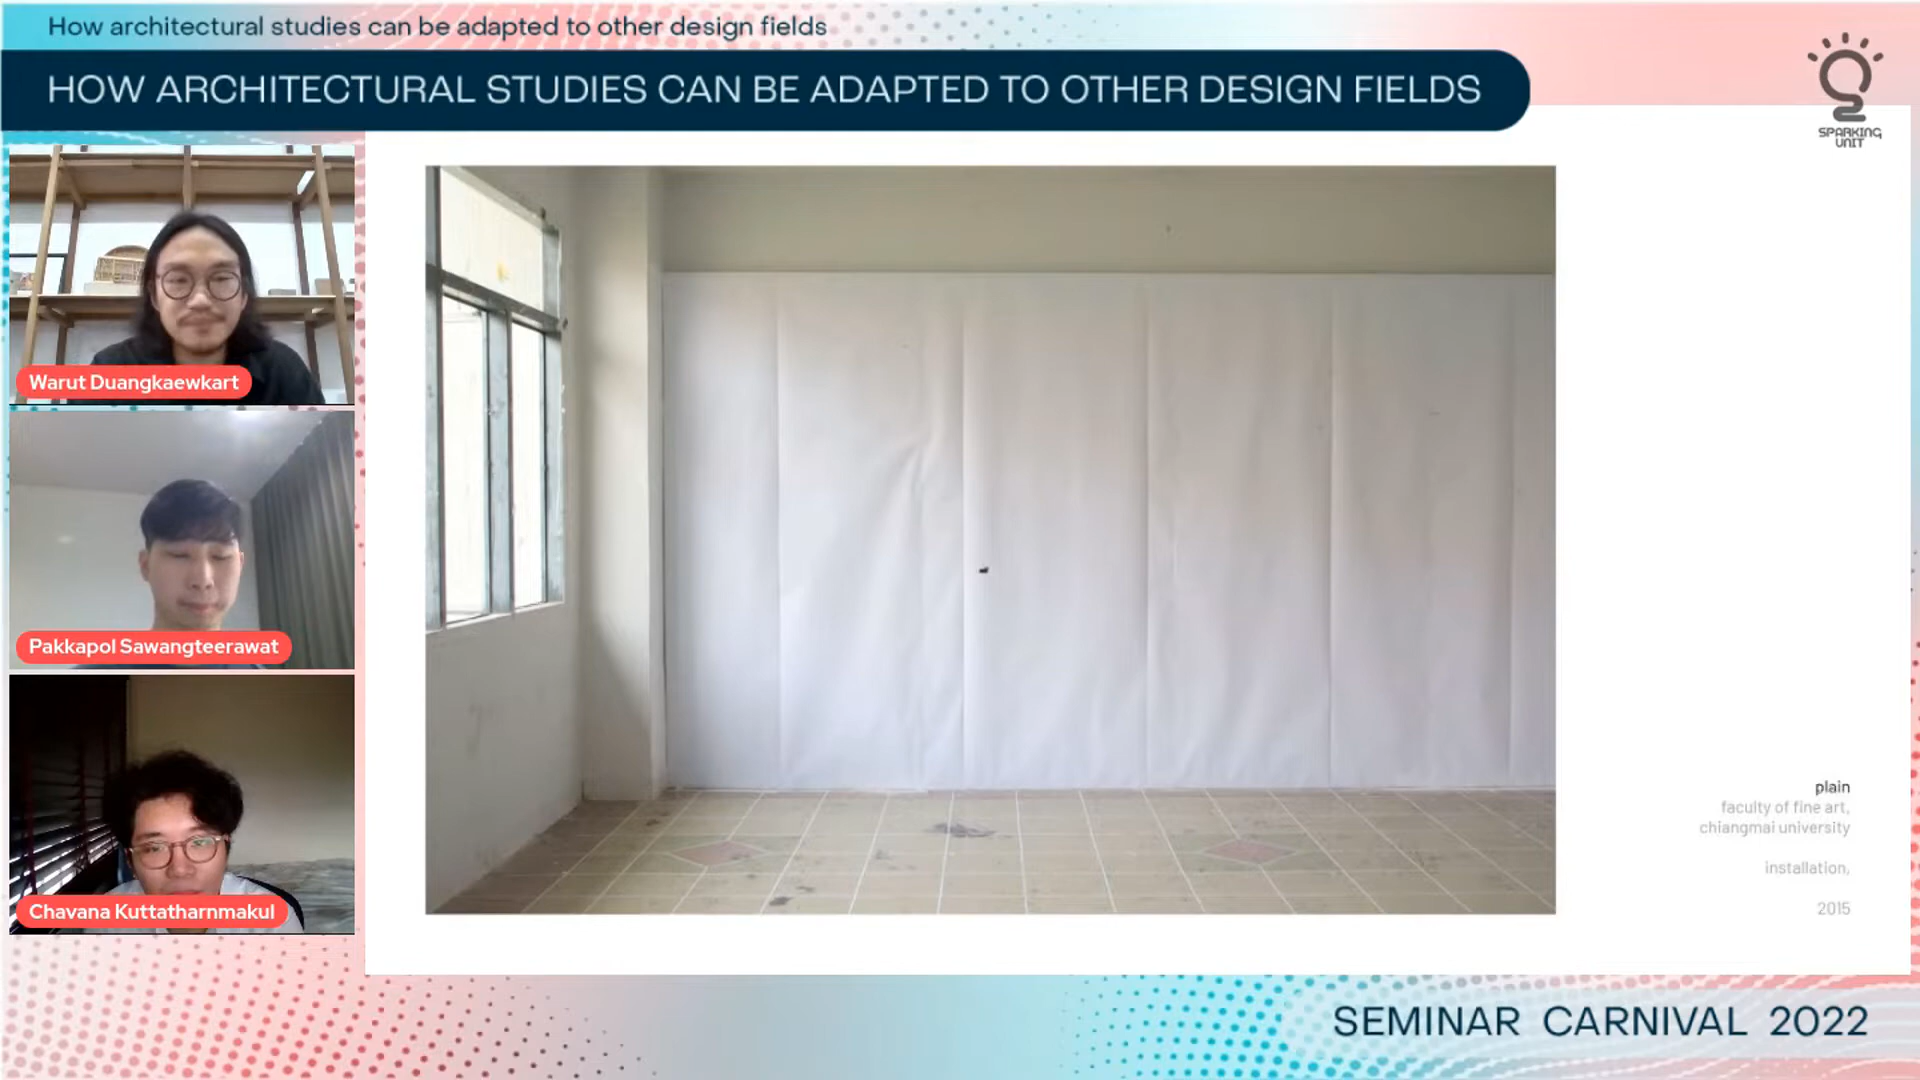 How architectural studies can be adapted to other design fields
HOW ARCHITECTURAL STUDIES CAN BE ADAPTED TO OTHER DESIGN FIELDS
SPARKING
UNIT
Warut Duangkaewkart
Pakkapol Sawangteerawat
Chavana Kuttatharnmakul
plain
faculty of fine art,
chiangmai university
installation,
2015
SEMINAR CARNIVAL 2022